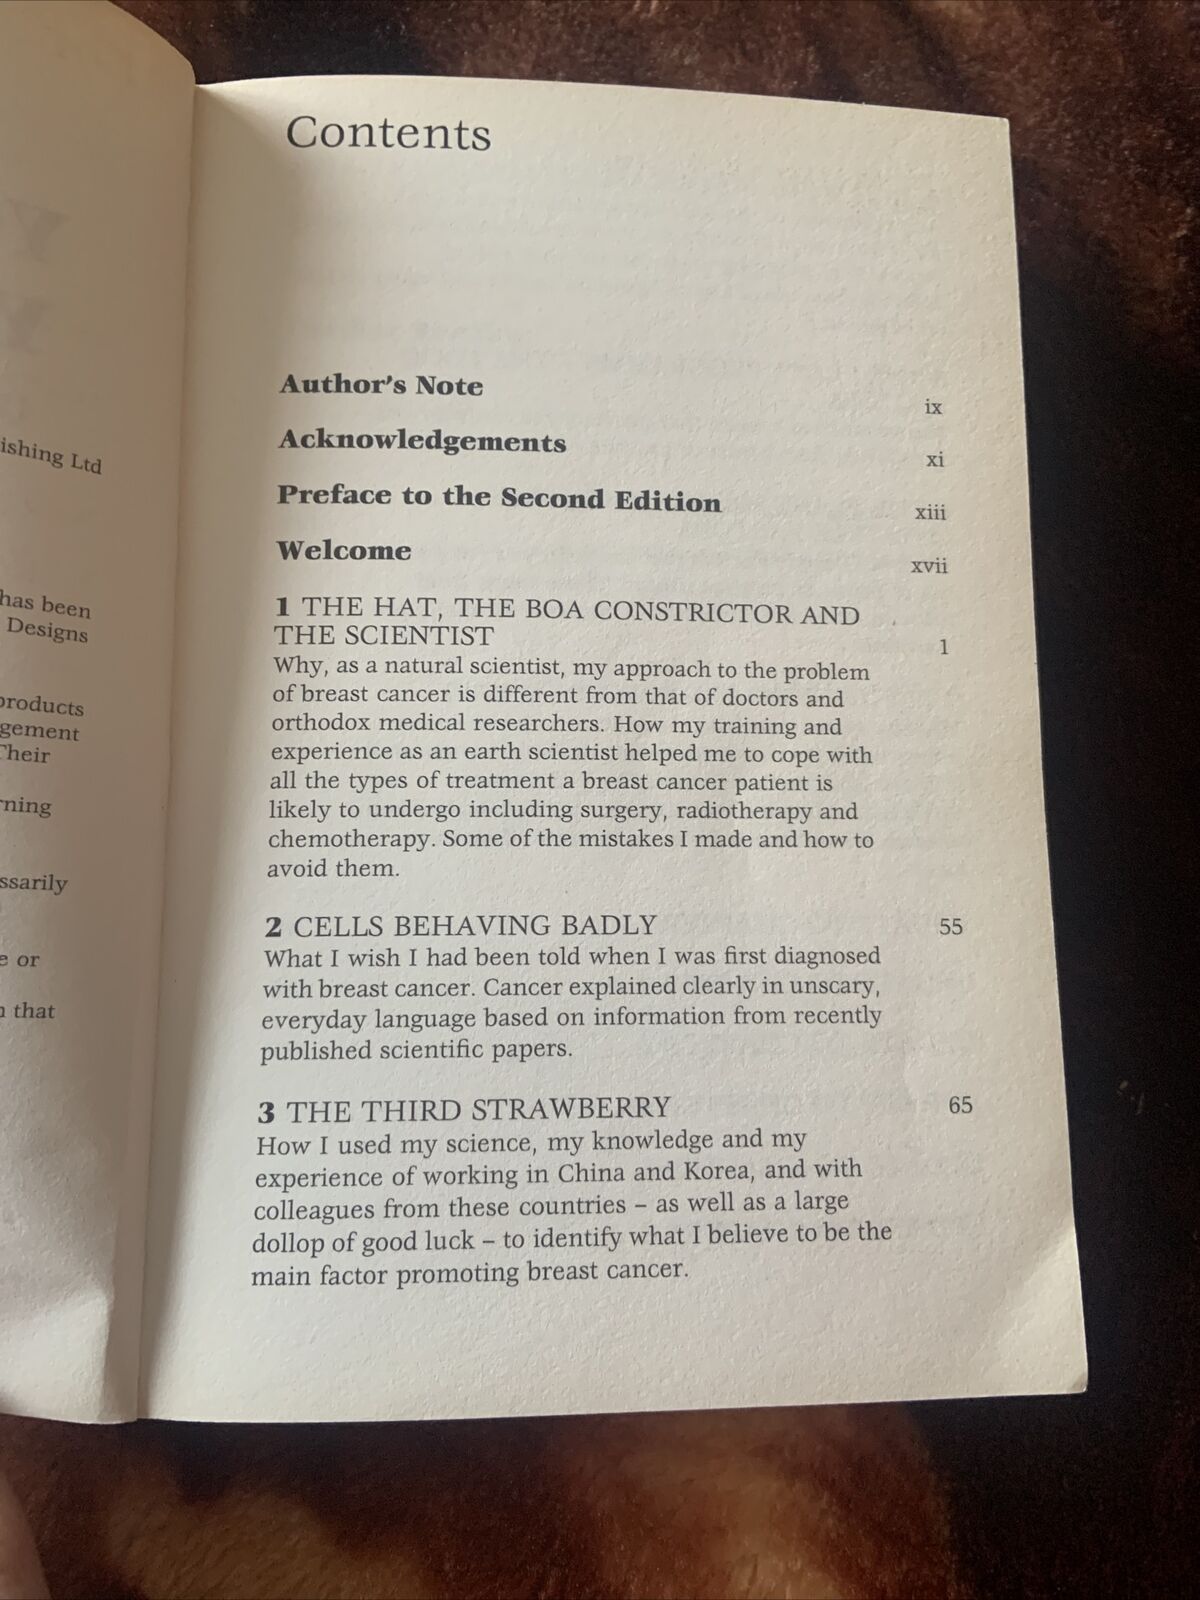 ishing Ltd
has been
Designs
products
gement
Their
rning
ssarily
e or
that
Contents
Author's Note ix
Acknowledgements xi
Preface to the Second Edition xiii
Welcome xvii
1 THE HAT, THE BOA CONSTRICTOR AND
THE SCIENTIST 1
Why, as a natural scientist, my approach to the problem
of breast cancer is different from that of doctors and
orthodox medical researchers. How my training and
experience as an earth scientist helped me to cope with
all the types of treatment a breast cancer patient is
likely to undergo including surgery, radiotherapy and
chemotherapy. Some of the mistakes I made and how to
avoid them.
2 CELLS BEHAVING BADLY 55
What I wish I had been told when I was first diagnosed
with breast cancer. Cancer explained clearly in unscary,
everyday language based on information from recently
published scientific papers.
3 THE THIRD STRAWBERRY 65
How I used my science, my knowledge and my
experience of working in China and Korea, and with
colleagues from these countries – as well as a large
dollop of good luck – to identify what I believe to be the
main factor promoting breast cancer.